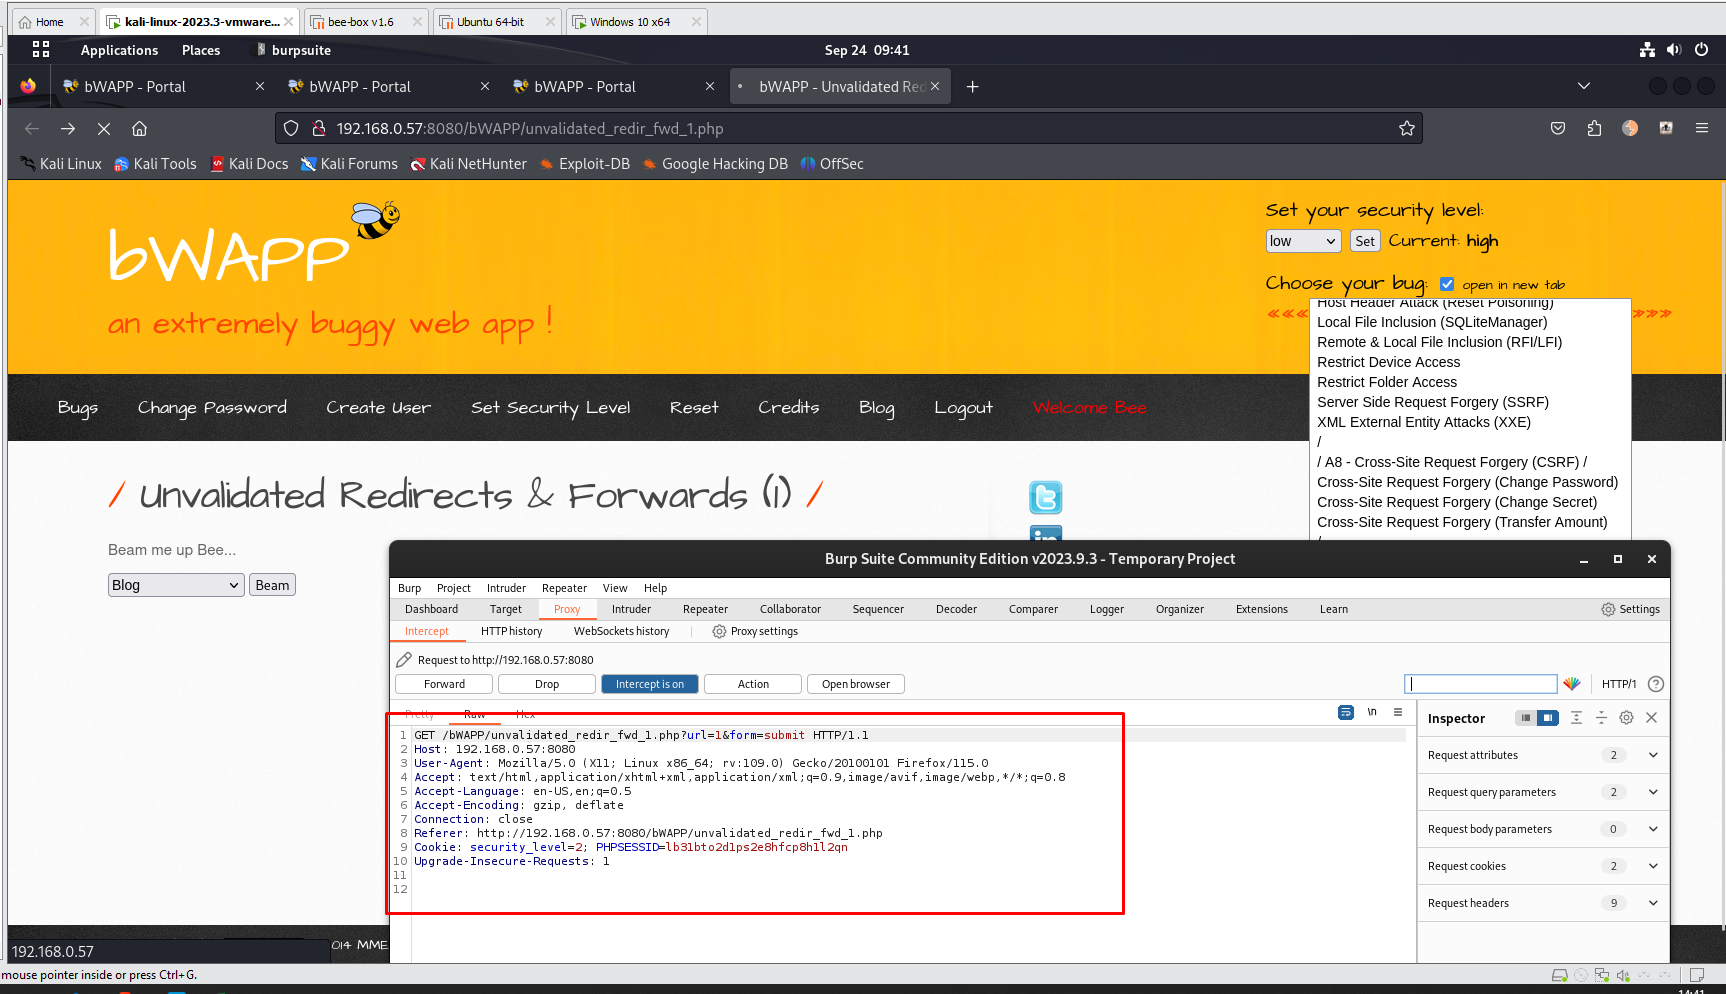 Home
kali-linux-2023.3-vmware...
bee-box v1.6
Ubuntu 64-bit
Windows 10 x64
Applications Places burpsuite Sep 24 09:41
bWAPP - Portal
bWAPP - Portal
bWAPP - Portal
bWAPP - Unvalidated Red
192.168.0.57:8080/bWAPP/unvalidated_redir_fwd_1.php
Kali Linux Kali Tools Kali Docs Kali Forums Kali NetHunter Exploit-DB Google Hacking DB OffSec
bWAPP
an extremely buggy web app !
Set your security level:
low Set Current: high
Choose your bug: open in new tab
Host Header Attack (Reset Poisoning)
Local File Inclusion (SQLiteManager)
Remote & Local File Inclusion (RFI/LFI)
Restrict Device Access
Restrict Folder Access
Server Side Request Forgery (SSRF)
XML External Entity Attacks (XXE)
/
/ A8 - Cross-Site Request Forgery (CSRF) /
Cross-Site Request Forgery (Change Password)
Cross-Site Request Forgery (Change Secret)
Cross-Site Request Forgery (Transfer Amount)
Bugs Change Password Create User Set Security Level Reset Credits Blog Logout Welcome Bee
/ Unvalidated Redirects & Forwards (1) /
Beam me up Bee...
Blog Beam
Burp Suite Community Edition v2023.9.3 - Temporary Project
Burp Project Intruder Repeater View Help
Dashboard Target Proxy Intruder Repeater Collaborator Sequencer Decoder Comparer Logger Organizer Extensions Learn Settings
Intercept HTTP history WebSockets history Proxy settings
Request to http://192.168.0.57:8080
Forward Drop Intercept is on Action Open browser HTTP/1
Pretty Raw Hex \n
1 GET /bWAPP/unvalidated_redir_fwd_1.php?url=1&form=submit HTTP/1.1
2 Host: 192.168.0.57:8080
3 User-Agent: Mozilla/5.0 (X11; Linux x86_64; rv:109.0) Gecko/20100101 Firefox/115.0
4 Accept: text/html,application/xhtml+xml,application/xml;q=0.9,image/avif,image/webp,*/*;q=0.8
5 Accept-Language: en-US,en;q=0.5
6 Accept-Encoding: gzip, deflate
7 Connection: close
8 Referer: http://192.168.0.57:8080/bWAPP/unvalidated_redir_fwd_1.php
9 Cookie: security_level=2; PHPSESSID=lb31bto2d1ps2e8hfcp8h1l2qn
10 Upgrade-Insecure-Requests: 1
11
12
Inspector
Request attributes 2
Request query parameters 2
Request body parameters 0
Request cookies 2
Request headers 9
014 MME
192.168.0.57
mouse pointer inside or press Ctrl+G.